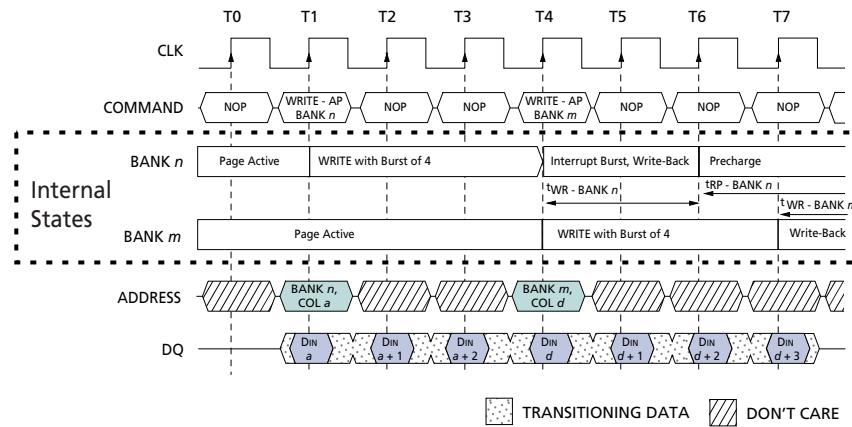 T0 T1 T2 T3 T4 T5 T6 T7
CLK
COMMAND NOP WRITE - AP BANK n NOP NOP WRITE - AP BANK m NOP NOP NOP
Internal States
BANK n Page Active WRITE with Burst of 4 Interrupt Burst, Write-Back Precharge
tWR - BANK n tRP - BANK n
tWR - BANK m
BANK m Page Active WRITE with Burst of 4 Write-Back
ADDRESS BANK n, COL a BANK m, COL d
DQ DIN a DIN a + 1 DIN a + 2 DIN d DIN d + 1 DIN d + 2 DIN d + 3
TRANSITIONING DATA DON'T CARE